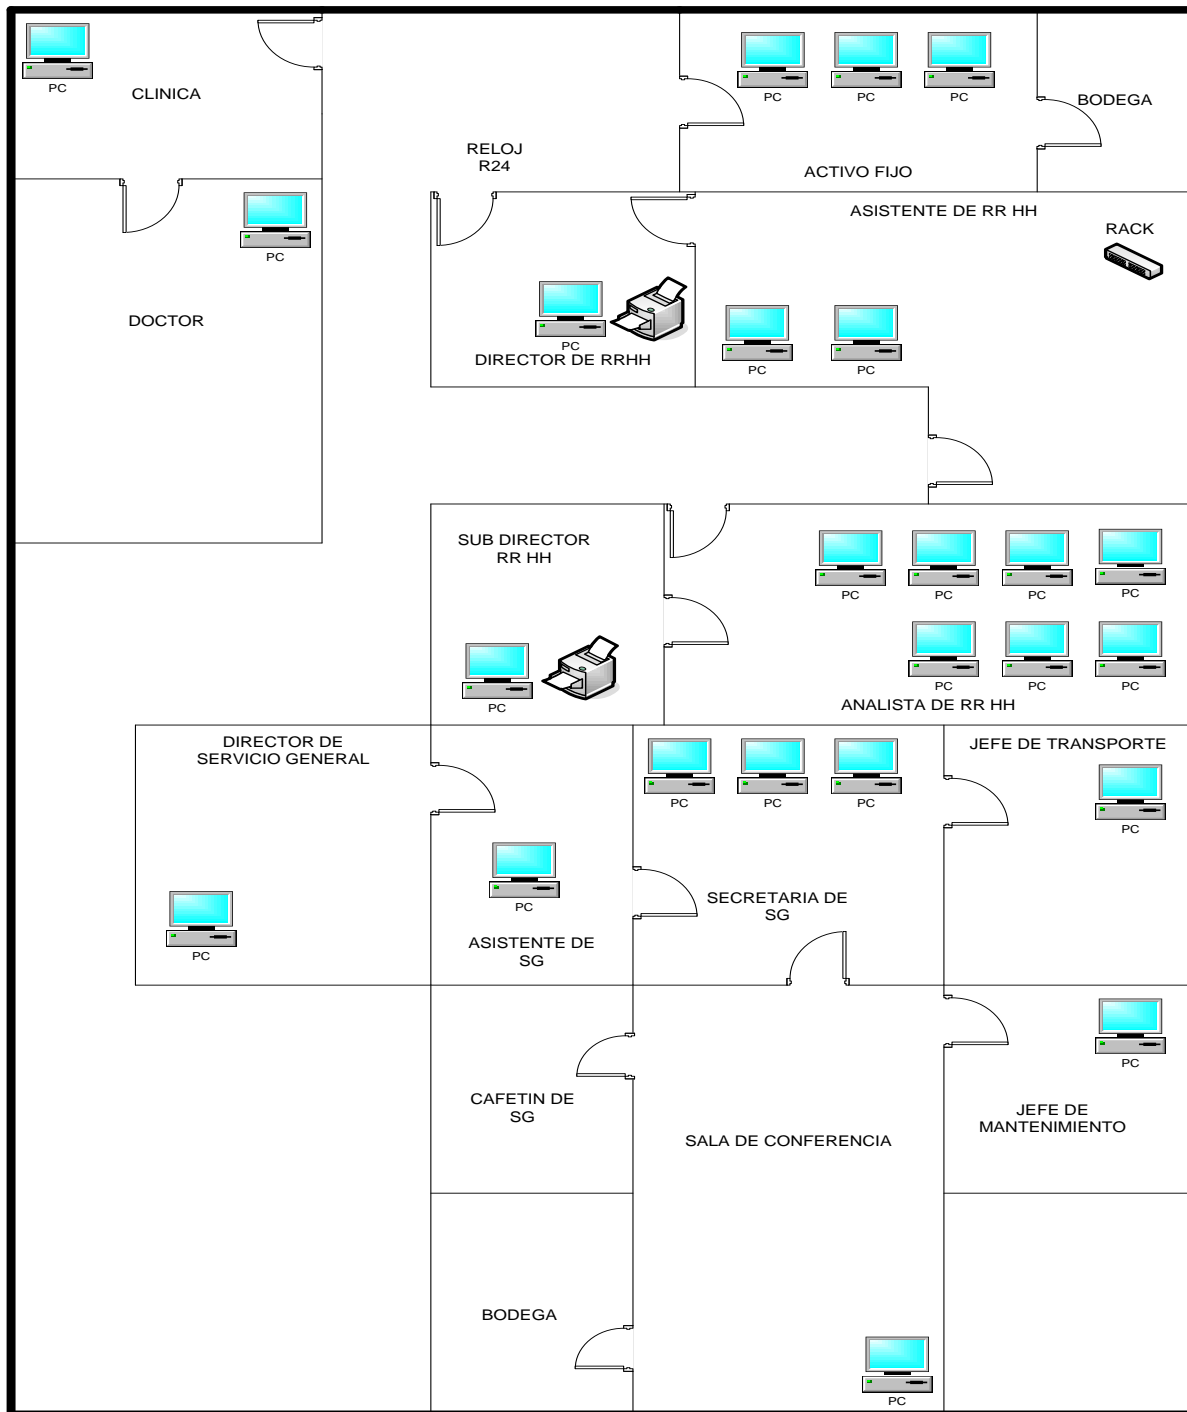 PC
CLINICA
PC
PC
PC
BODEGA
RELOJ
R24
ACTIVO FIJO
ASISTENTE DE RR HH
RACK
PC
DOCTOR
PC
DIRECTOR DE RRHH
PC
PC
SUB DIRECTOR
RR HH
PC
PC
PC
PC
PC
PC
PC
PC
ANALISTA DE RR HH
DIRECTOR DE
SERVICIO GENERAL
JEFE DE TRANSPORTE
PC
PC
PC
PC
PC
SECRETARIA DE
SG
ASISTENTE DE
SG
PC
PC
CAFETIN DE
SG
JEFE DE
MANTENIMIENTO
SALA DE CONFERENCIA
BODEGA
PC